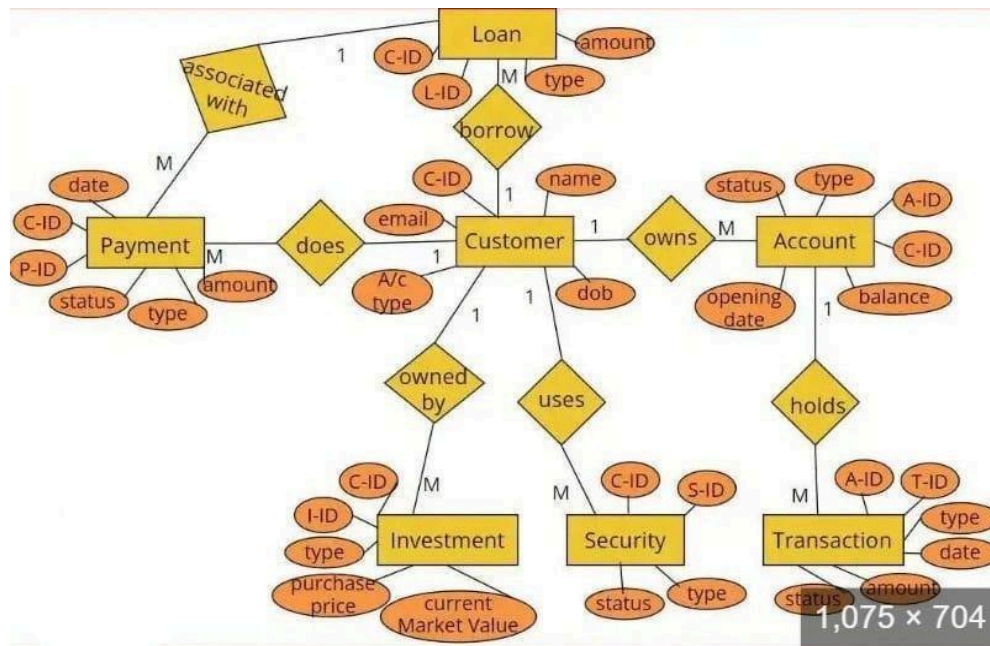 Loan
amount
1
C-ID
associated
with
M
type
L-ID
borrow
M
date
C-ID
name
1
status
type
A-ID
C-ID
email
1
M
Payment
does
Customer
owns
Account
C-ID
M
1
P-ID
A/c
type
dob
opening
date
balance
amount
status
type
1
1
1
owned
by
uses
holds
C-ID
M
M
C-ID
S-ID
M
A-ID
T-ID
I-ID
type
Investment
Security
Transaction
type
date
purchase
price
current
Market Value
status
type
status
amount
1,075 × 704